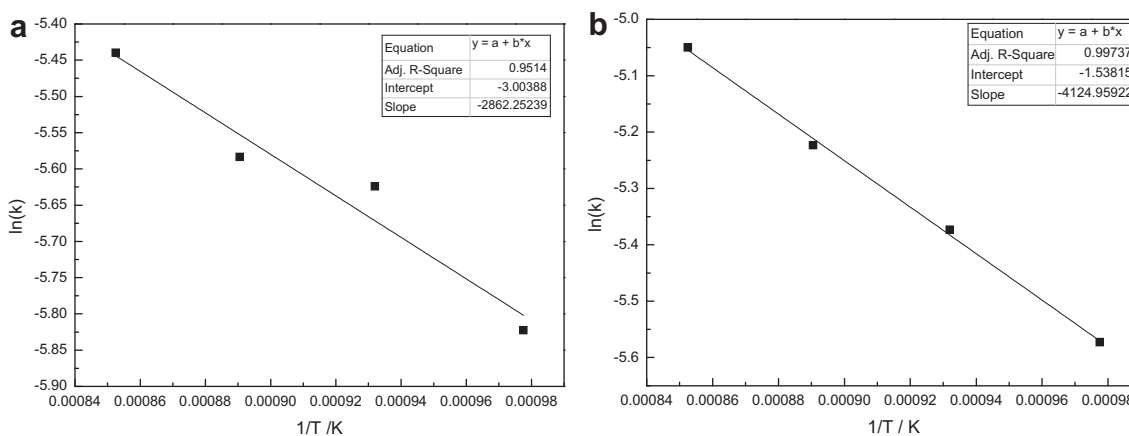 a
-5.40
-5.45
-5.50
-5.55
-5.60
-5.65
-5.70
-5.75
-5.80
-5.85
-5.90
ln(k)
Equation y = a + b*x
Adj. R-Square 0.9514
Intercept -3.00388
Slope -2862.25239
0.00084 0.00086 0.00088 0.00090 0.00092 0.00094 0.00096 0.00098
1/T /K
b
-5.0
-5.1
-5.2
-5.3
-5.4
-5.5
-5.6
ln(k)
Equation y = a + b*x
Adj. R-Square 0.99737
Intercept -1.53815
Slope -4124.95922
0.00084 0.00086 0.00088 0.00090 0.00092 0.00094 0.00096 0.00098
1/T / K